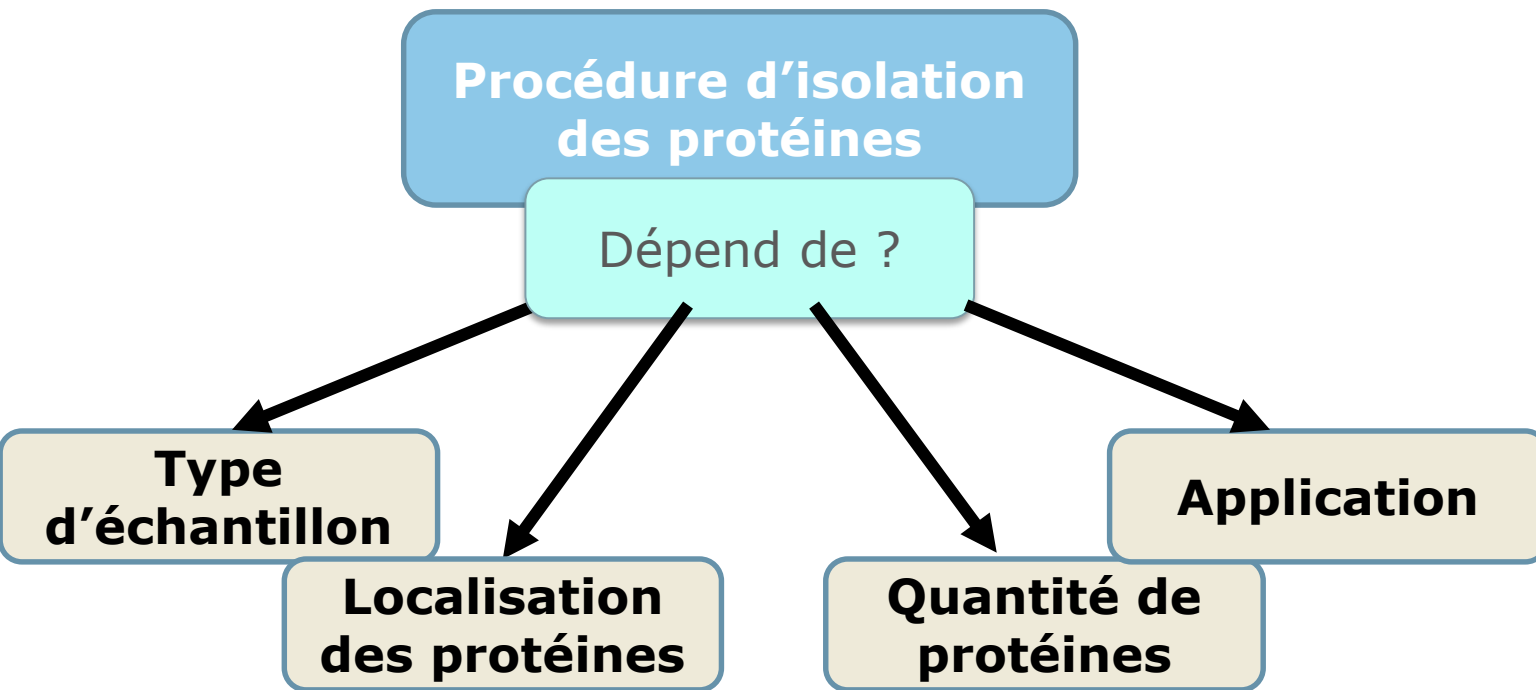 Procédure d’isolation
des protéines
Dépend de ?
Type
d’échantillon
Localisation
des protéines
Quantité de
protéines
Application